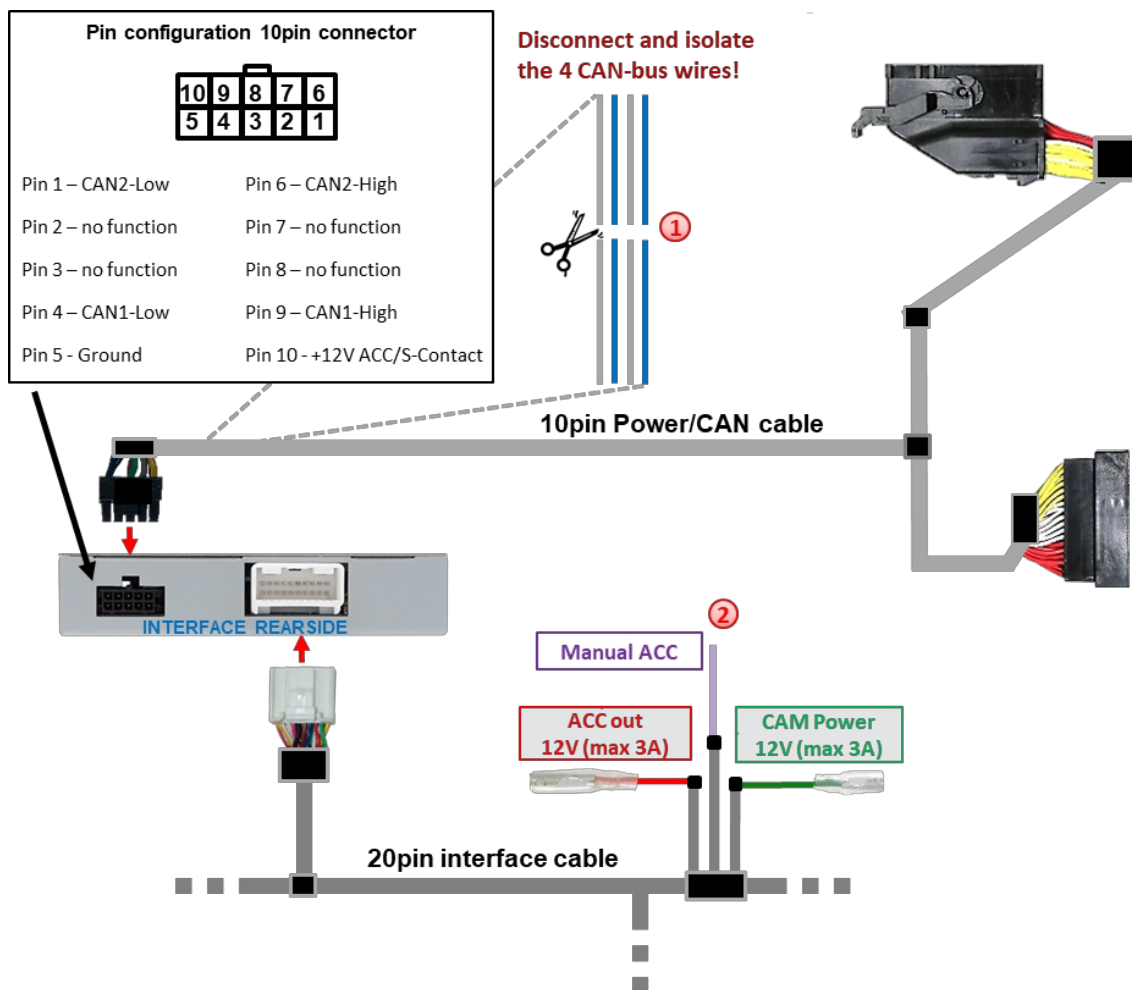 Pin configuration 10pin connector
10 9 8 7 6
5 4 3 2 1
Pin 1 – CAN2-Low
Pin 6 – CAN2-High
Pin 2 – no function
Pin 7 – no function
Pin 3 – no function
Pin 8 – no function
Pin 4 – CAN1-Low
Pin 9 – CAN1-High
Pin 5 - Ground
Pin 10 - +12V ACC/S-Contact
Disconnect and isolate
the 4 CAN-bus wires!
1
10pin Power/CAN cable
INTERFACE REARSIDE
2
Manual ACC
ACC out
12V (max 3A)
CAM Power
12V (max 3A)
20pin interface cable